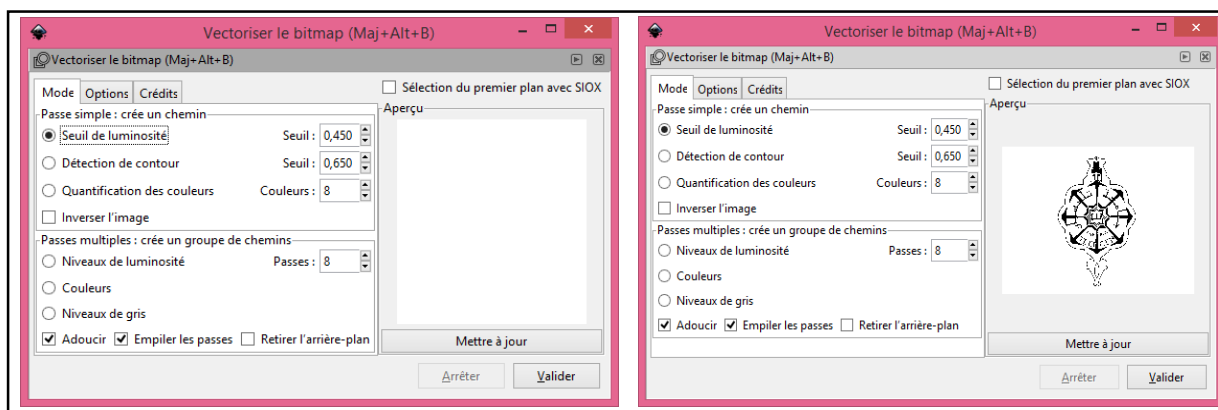 Vectoriser le bitmap (Maj+Alt+B)
Vectoriser le bitmap (Maj+Alt+B)
Mode Options Crédits
Sélection du premier plan avec SIOX
Passe simple : crée un chemin
Aperçu
Seuil de luminosité Seuil : 0,450
Détection de contour Seuil : 0,650
Quantification des couleurs Couleurs : 8
Inverser l'image
Passes multiples : crée un groupe de chemins
Niveaux de luminosité Passes : 8
Couleurs
Niveaux de gris
Adoucir Empiler les passes Retirer l'arrière-plan
Mettre à jour
Arrêter Valider
Vectoriser le bitmap (Maj+Alt+B)
Vectoriser le bitmap (Maj+Alt+B)
Mode Options Crédits
Sélection du premier plan avec SIOX
Passe simple : crée un chemin
Aperçu
Seuil de luminosité Seuil : 0,450
Détection de contour Seuil : 0,650
Quantification des couleurs Couleurs : 8
Inverser l'image
Passes multiples : crée un groupe de chemins
Niveaux de luminosité Passes : 8
Couleurs
Niveaux de gris
Adoucir Empiler les passes Retirer l'arrière-plan
Mettre à jour
Arrêter Valider